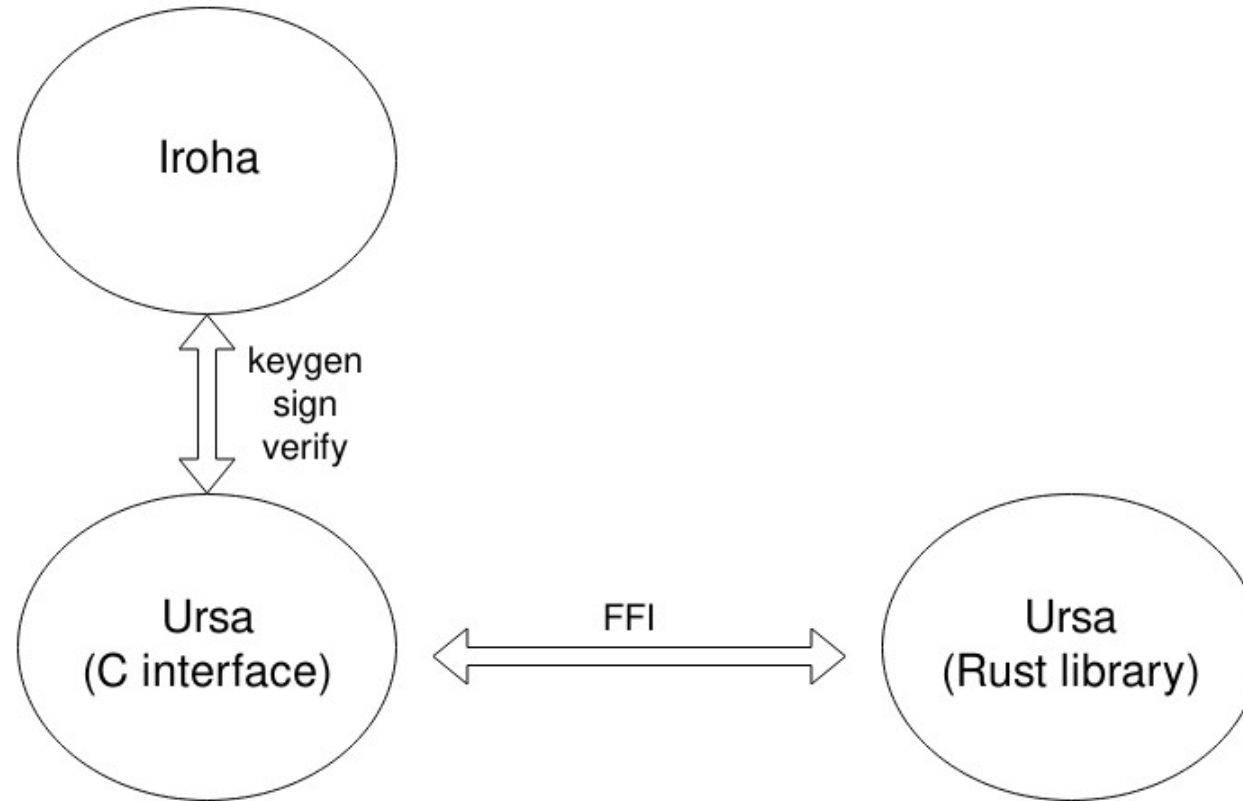 Iroha
keygen
sign
verify
Ursa
(C interface)
FFI
Ursa
(Rust library)